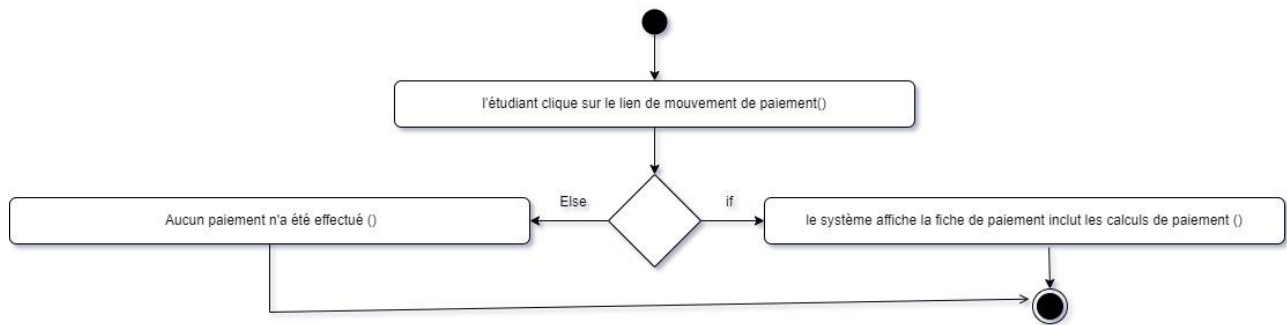 l'étudiant clique sur le lien de mouvement de paiement()
Else
if
Aucun paiement n'a été effectué ()
le système affiche la fiche de paiement inclut les calculs de paiement ()